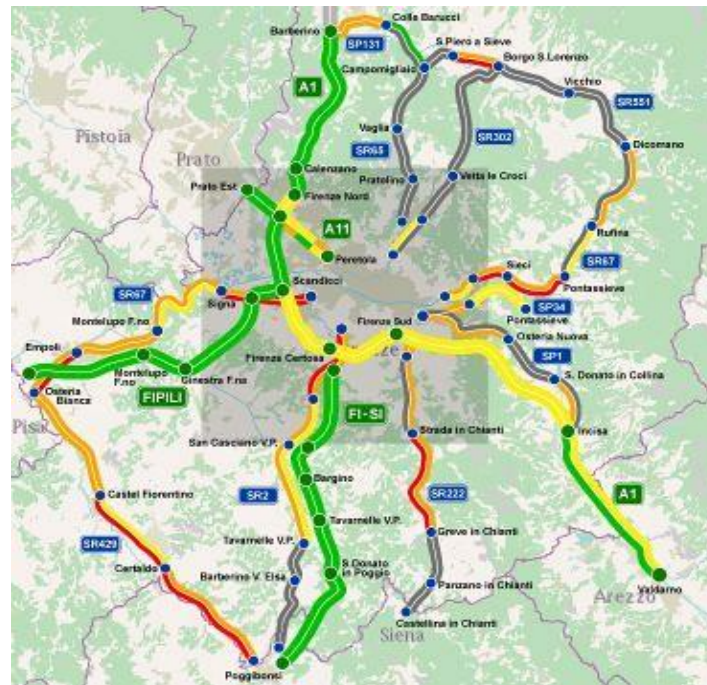 Colle Barucci
Barberino
SP131
S.Piero a Sieve
Borgo S.Lorenzo
Campomigliaio
A1
Vicchio
SR551
Pistoia
Vaglia
SR302
Dicomano
SR65
Prato
Calenzano
Prato Est
Pratolino
Vetta le Croci
Firenze Nord
A11
Rufina
Peretola
Sieci
SR67
Scandicci
Pontassieve
SR67
Signa
SP34
Montelupo F.no
Pontassieve
Firenze Sud
Osteria Nuova
Empoli
Firenze Certosa
SP1
Montelupo
F.no
Ginestra F.na
S. Donato in Collina
Osteria
Bianca
FIPILI
FI-SI
Pisa
Incisa
San Casciano V.P.
Strada in Chianti
Bargino
Castel Fiorentino
SR2
SR222
A1
Tavarnelle V.P.
Greve in Chianti
SR429
Tavarnelle V.P.
Certaldo
S.Donato
in Poggio
Barberino V. Elsa
Panzano in Chianti
Valdarno
Arezzo
Castellina in Chianti
Siena
Poggibonsi